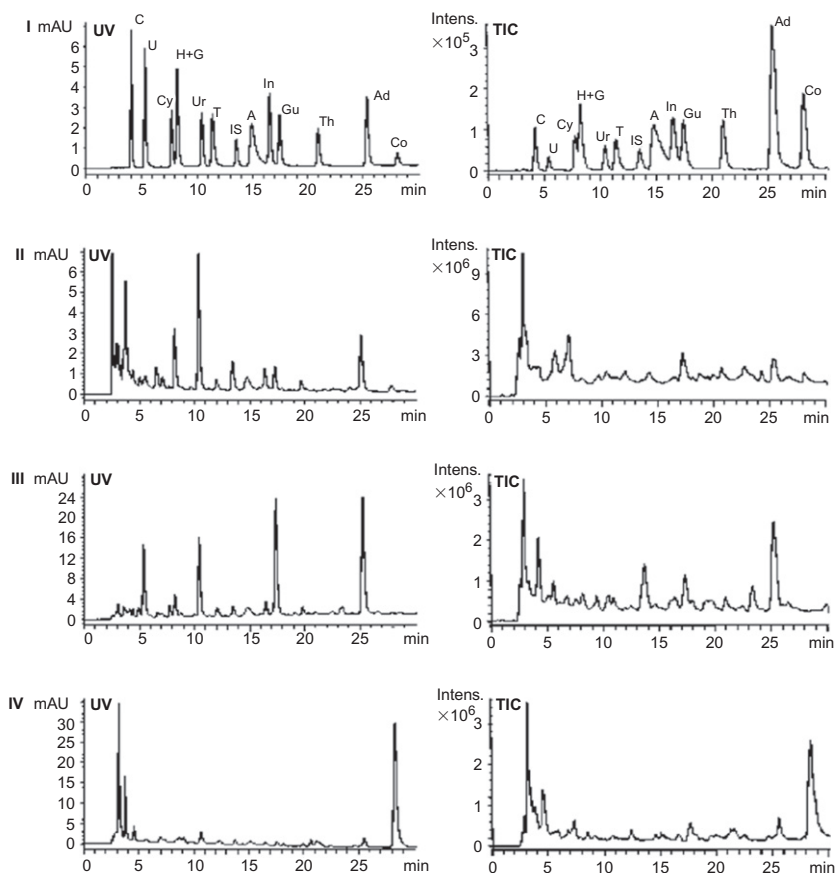 I mAU UV
C
U
Cy
H+G
Ur
T
IS
A
In
Gu
Th
Ad
Co
6
5
4
3
2
1
0
0 5 10 15 20 25 min
Intens.
×10⁵
TIC
3
2
1
0
C
U
Cy
H+G
Ur
T
IS
A
In
Gu
Th
Ad
Co
0 5 10 15 20 25 min
II mAU UV
6
5
4
3
2
1
0
0 5 10 15 20 25 min
Intens.
×10⁶
TIC
9
6
3
0
0 5 10 15 20 25 min
III mAU UV
24
20
16
12
8
4
0
0 5 10 15 20 25 min
Intens.
×10⁶
TIC
3
2
1
0
0 5 10 15 20 25 min
IV mAU UV
30
25
20
15
10
5
0
0 5 10 15 20 25 min
Intens.
×10⁶
TIC
3
2
1
0
0 5 10 15 20 25 min